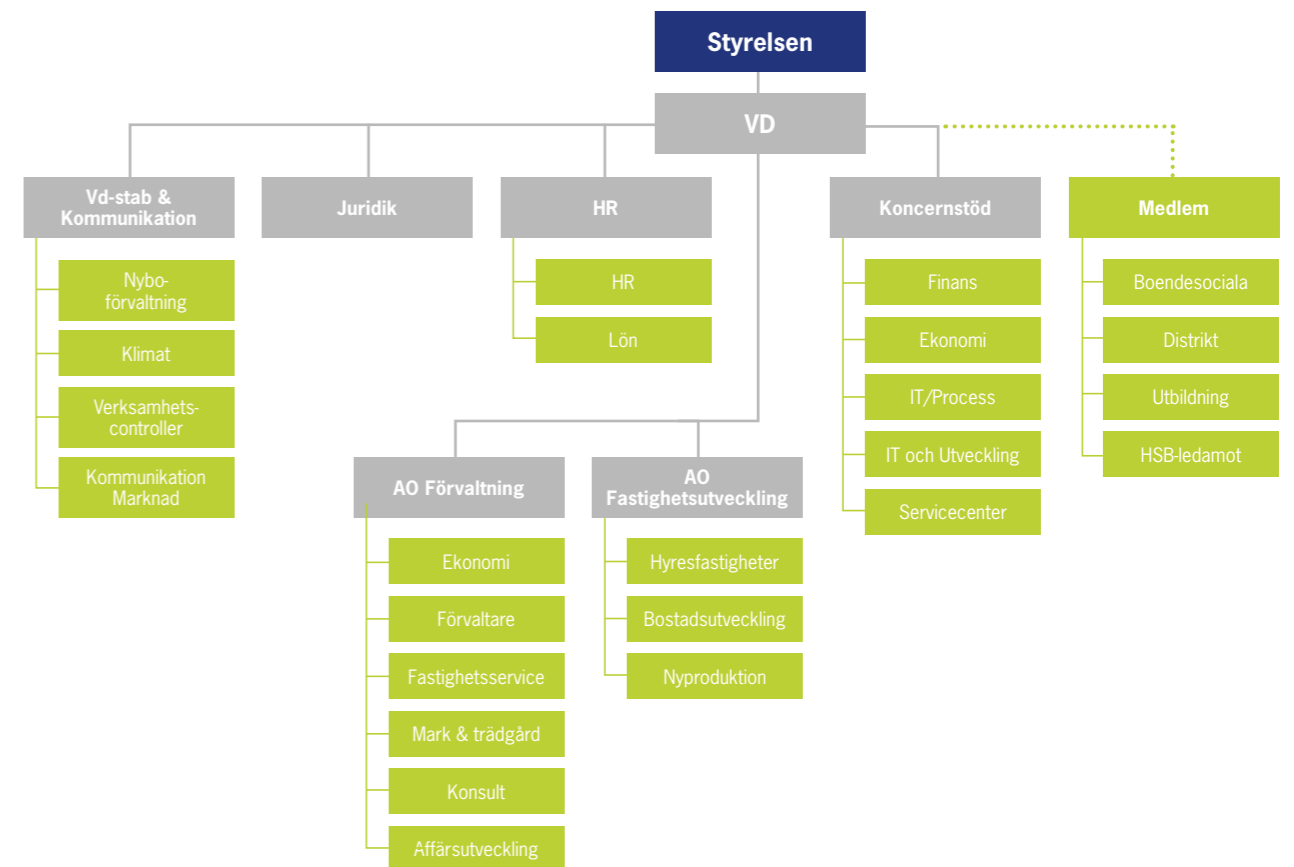 Styrelsen
VD
Vd-stab &
Kommunikation
Nybo-
förvaltning
Klimat
Verksamhets-
controller
Kommunikation
Marknad
Juridik
HR
HR
Lön
Koncernstöd
Finans
Ekonomi
IT/Process
IT och Utveckling
Servicecenter
Medlem
Boendesociala
Distrikt
Utbildning
HSB-ledamot
AO Förvaltning
Ekonomi
Förvaltare
Fastighetsservice
Mark & trädgård
Konsult
Affärsutveckling
AO
Fastighetsutveckling
Hyresfastigheter
Bostadsutveckling
Nyproduktion